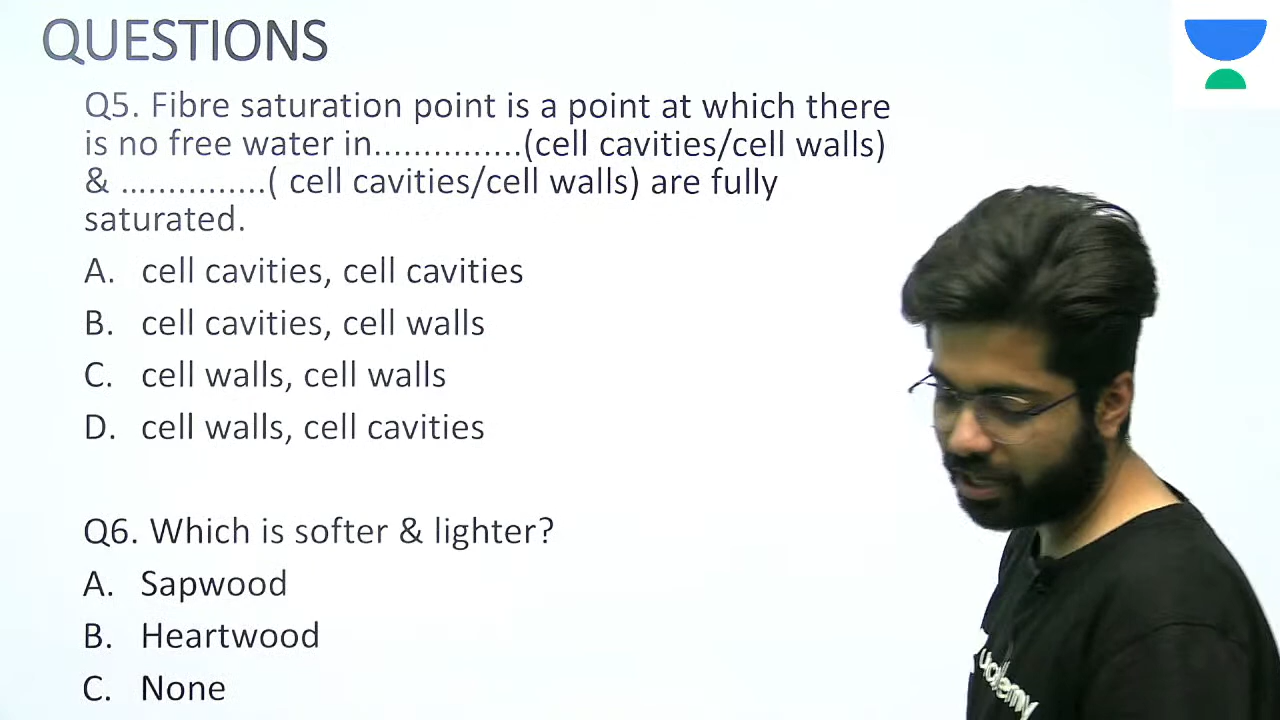 QUESTIONS
Q5. Fibre saturation point is a point at which there
is no free water in...............(cell cavities/cell walls)
& ...............( cell cavities/cell walls) are fully
saturated.
A. cell cavities, cell cavities
B. cell cavities, cell walls
C. cell walls, cell walls
D. cell walls, cell cavities
Q6. Which is softer & lighter?
A. Sapwood
B. Heartwood
C. None